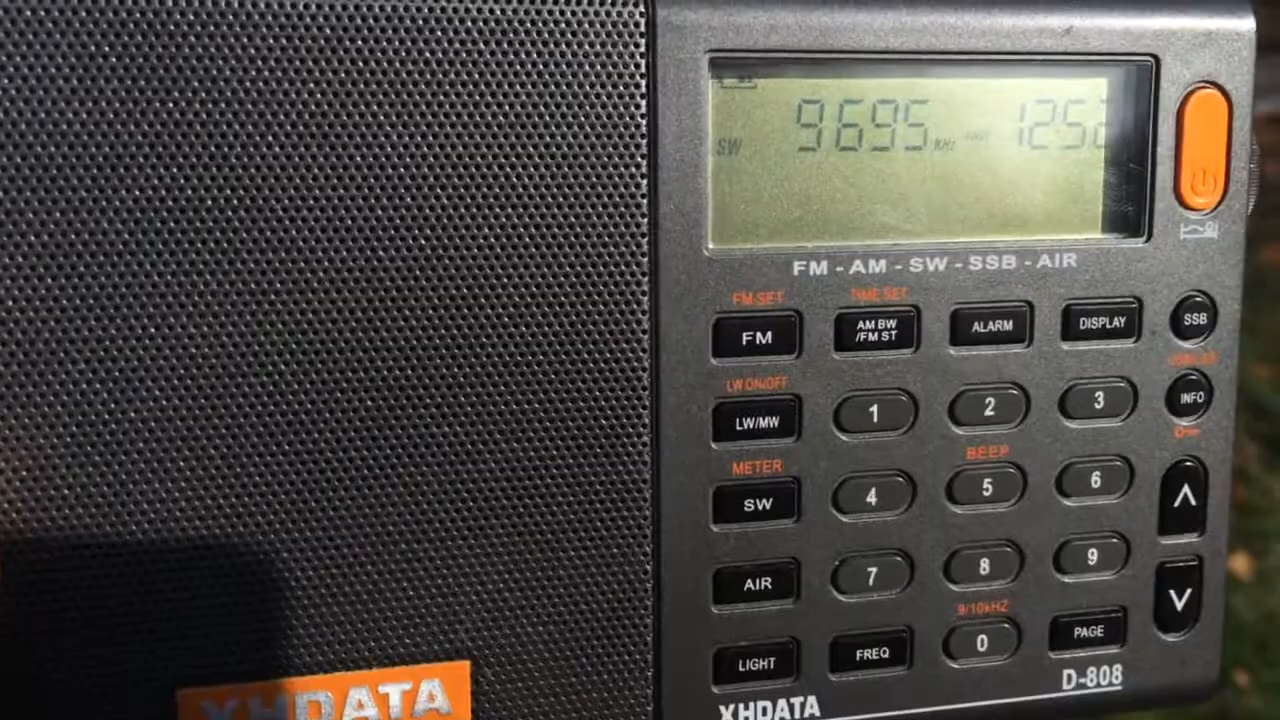 9695 KHz 1252
SW
FM - AM - SW - SSB - AIR
FM SET TIME SET
FM AM BW ALARM DISPLAY SSB
/FM ST
LW ON/OFF
LW/MW 1 2 3 INFO
METER BEEP
SW 4 5 6
AIR 7 8 9
9/10kHZ
LIGHT FREQ 0 PAGE
D-808
XHDATA
XHDATA